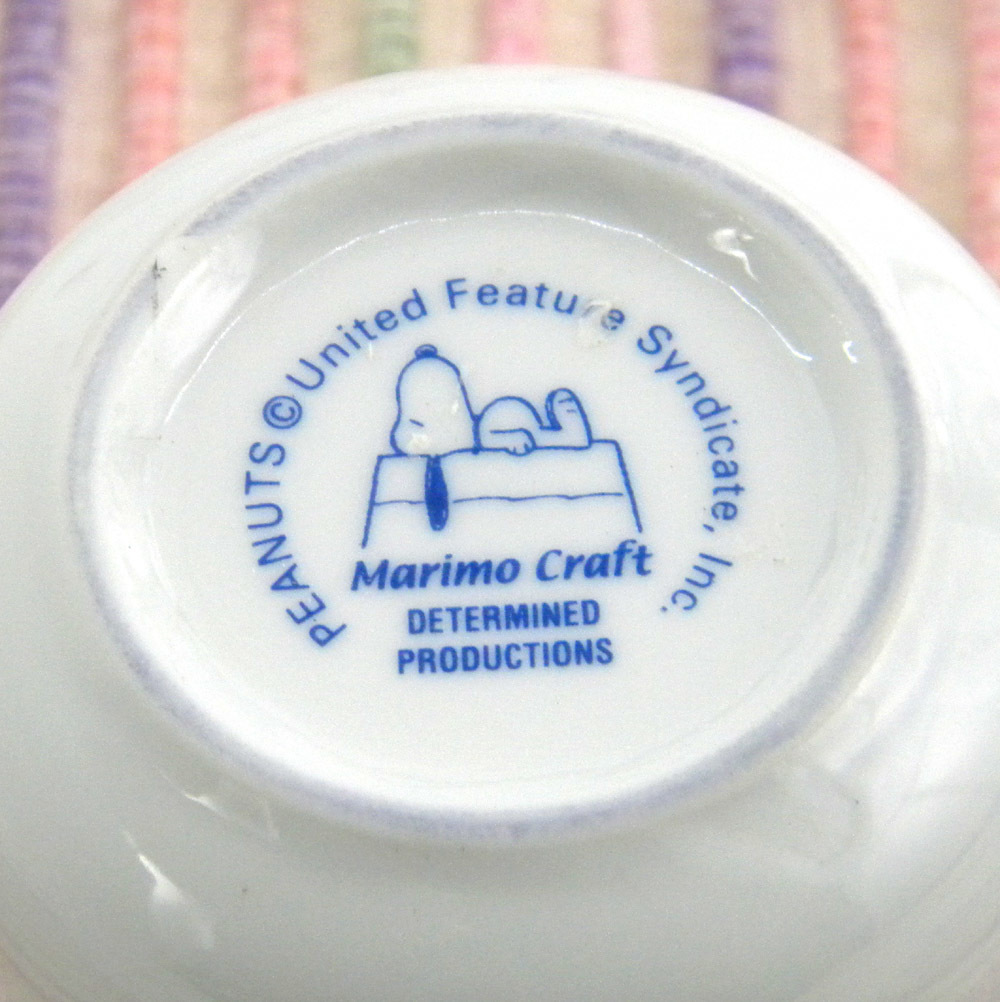 PEANUTS © United Feature Syndicate, Inc.
Marimo Craft
DETERMINED
PRODUCTIONS